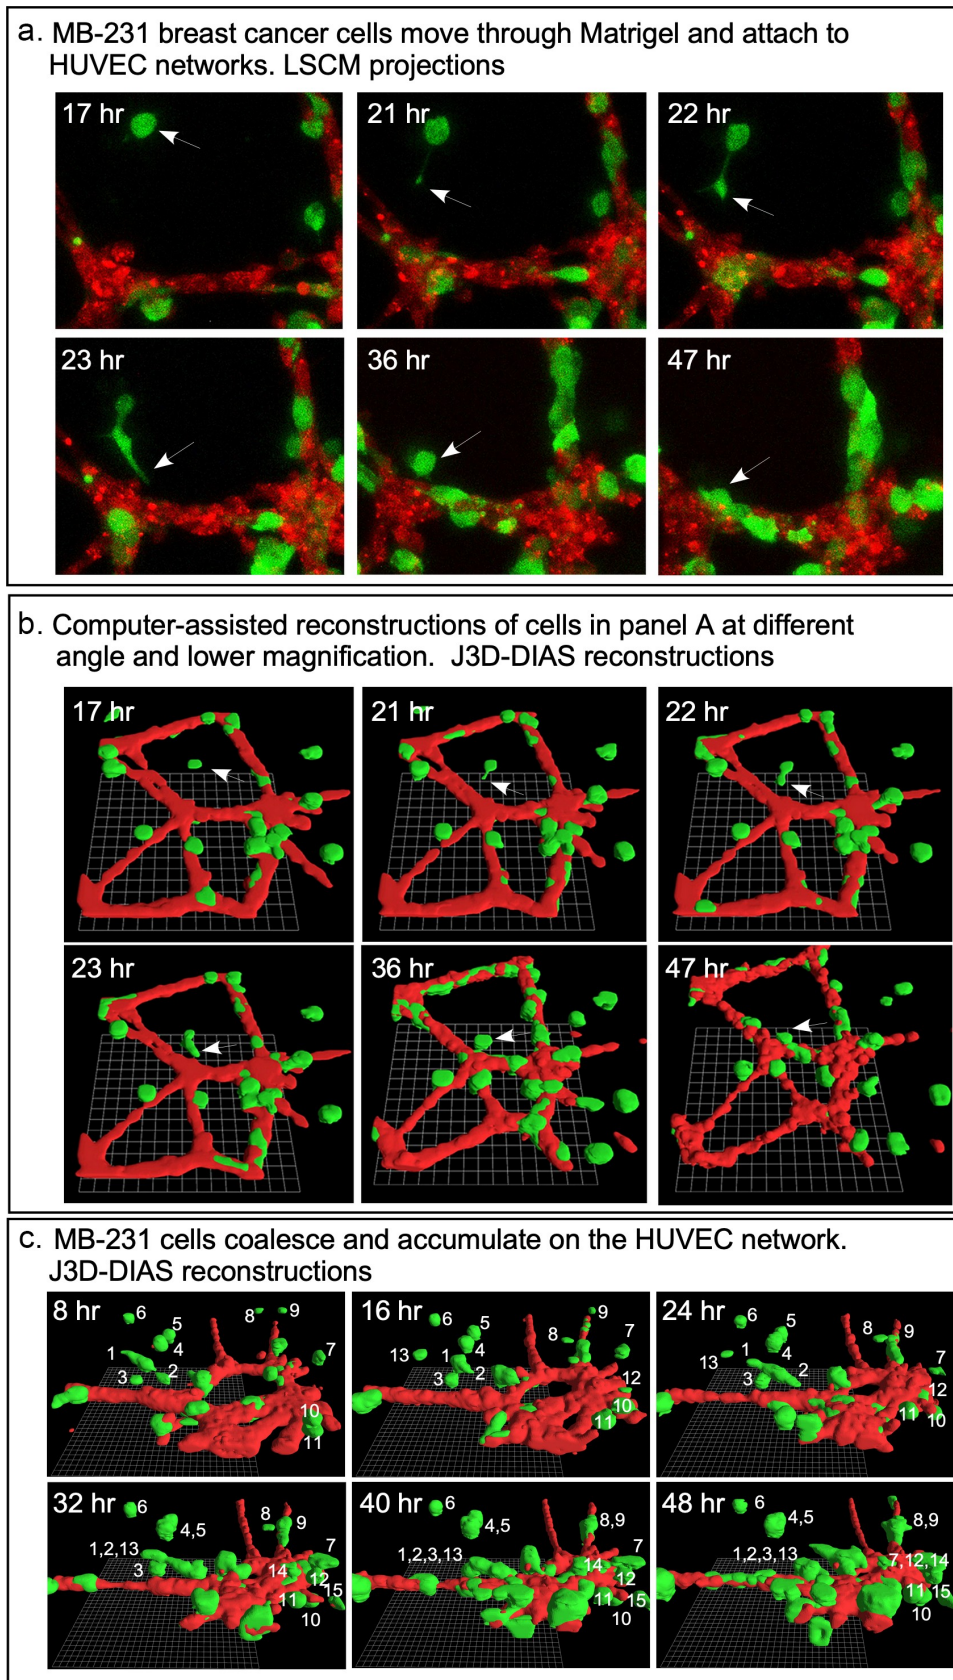 a. MB-231 breast cancer cells move through Matrigel and attach to
HUVEC networks. LSCM projections
17 hr
21 hr
22 hr
23 hr
36 hr
47 hr
b. Computer-assisted reconstructions of cells in panel A at different
angle and lower magnification. J3D-DIAS reconstructions
17 hr
21 hr
22 hr
23 hr
36 hr
47 hr
c. MB-231 cells coalesce and accumulate on the HUVEC network.
J3D-DIAS reconstructions
8 hr
6
5
4
1
2
3
8
9
7
10
11
16 hr
6
5
4
13
1
2
3
8
9
7
12
10
11
24 hr
6
5
4
13
1
3
2
8
9
7
12
11
10
32 hr
6
4,5
1,2,13
3
8
9
7
14
12
15
11
10
40 hr
6
4,5
1,2,3,13
8,9
7
14
12
11
15
10
48 hr
6
4,5
1,2,3,13
8,9
7,12,14
11
15
10